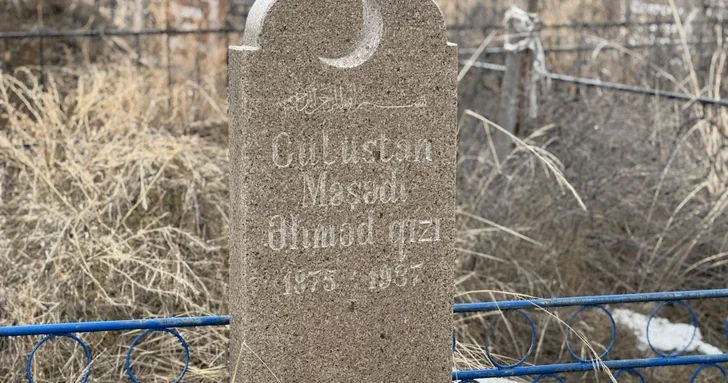 Gulustan
Məşədi
Əhməd qızı
1875 1937